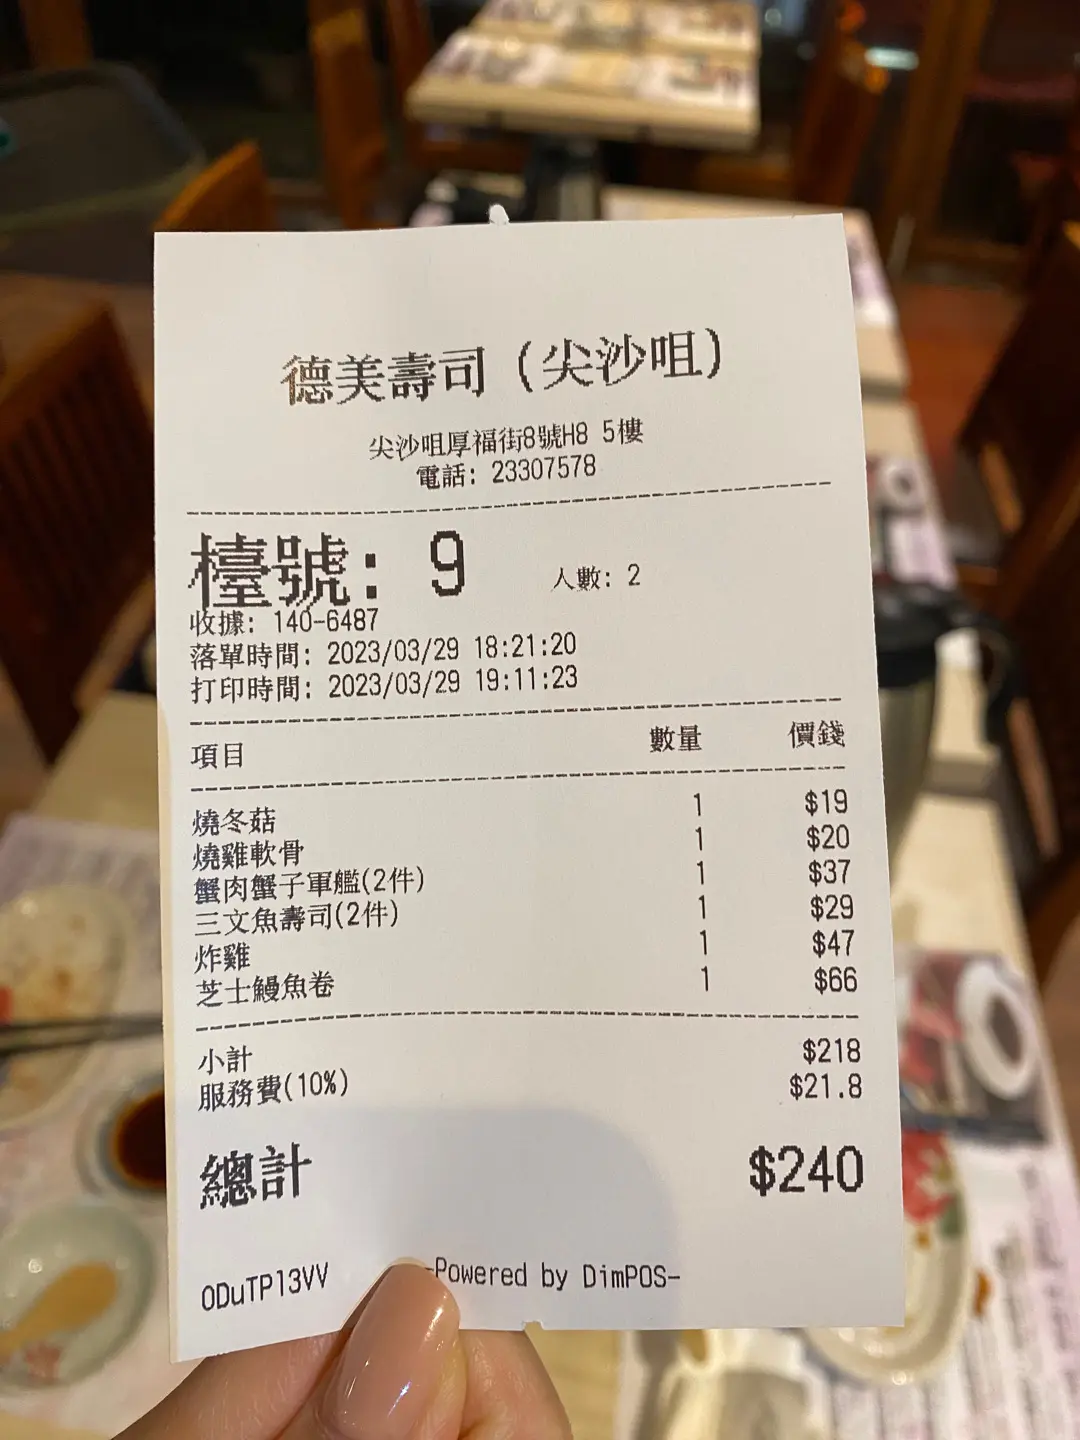 德美壽司 (尖沙咀)
尖沙咀厚福街8號H8 5樓
電話: 23307578
檯號: 9 人數: 2
收據: 140-6487
落單時間: 2023/03/29 18:21:20
打印時間: 2023/03/29 19:11:23
項目 數量 價錢
燒冬菇 1 $19
燒雞軟骨 1 $20
蟹肉蟹子軍艦(2件) 1 $37
三文魚壽司(2件) 1 $29
炸雞 1 $47
芝士鰻魚卷 1 $66
小計 $218
服務費(10%) $21.8
總計 $240
ODuTP13VV -Powered by DimPOS-